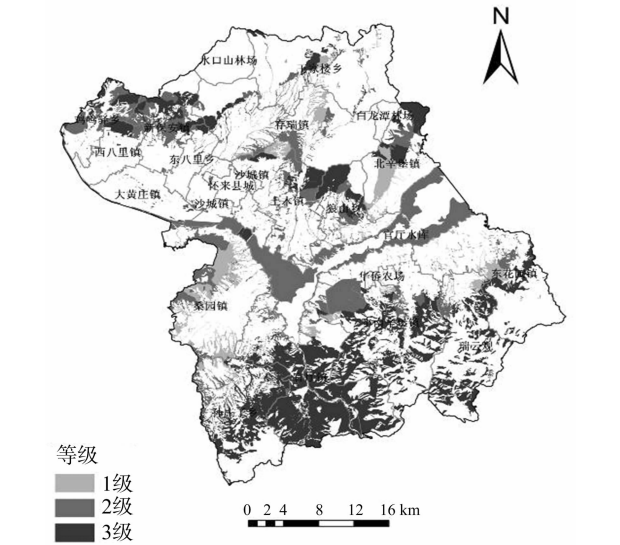 N
水口山林场
存瑞镇
白龙潭林场
西八里镇
东八里乡
北辛堡镇
沙城镇
怀来县城
大黄庄镇
沙城镇
土木镇
狼山乡
官厅水库
华侨农场
东花园镇
桑园镇
瑞云观
等级
1级
2级
3级
0 2 4 8 12 16 km